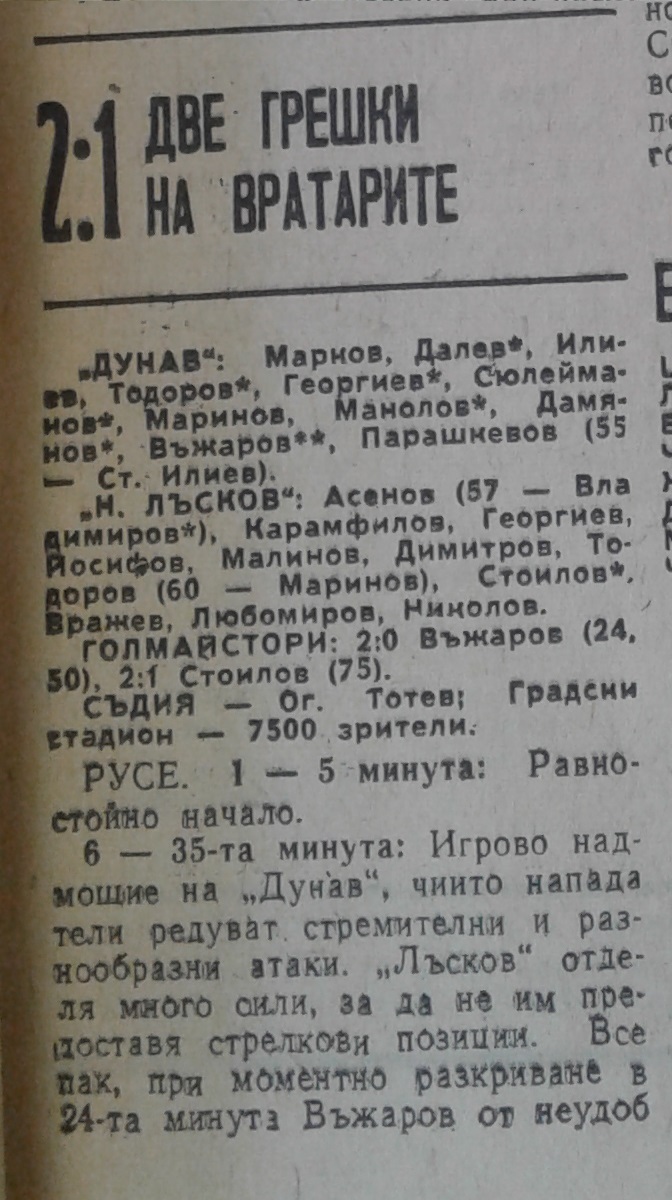 2:1 ДВЕ ГРЕШКИ
НА ВРАТАРИТЕ
„ДУНАВ“: Марков, Далев*, Или-
ев, Тодоров*, Георгиев*, Сюлейма-
нов*, Маринов, Манолов*, Дамя-
нов*, Въжаров**, Парашкевов (55
— Ст. Илиев).
„Н. ЛЪСКОВ“: Асенов (57 — Вла
димиров*), Карамфилов, Георгиев,
Йосифов, Малинов, Димитров, То-
доров (60 — Маринов), Стоилов*,
Вражев, Любомиров, Николов.
ГОЛМАЙСТОРИ: 2:0 Въжаров (24,
50), 2:1 Стоилов (75).
СЪДИЯ — Ог. Тотев; Градски
стадион — 7500 зрители.
РУСЕ. 1 — 5 минута: Равно-
стойно начало.
6 — 35-та минута: Игрово над-
мощие на „Дунав“, чиито напада
тели редуват стремителни и раз-
нообразни атаки. „Лъсков“ отде-
ля много сили, за да не им пре-
доставя стрелкови позиции. Все
пак, при моментно разкриване в
24-та минута Въжаров от неудоб